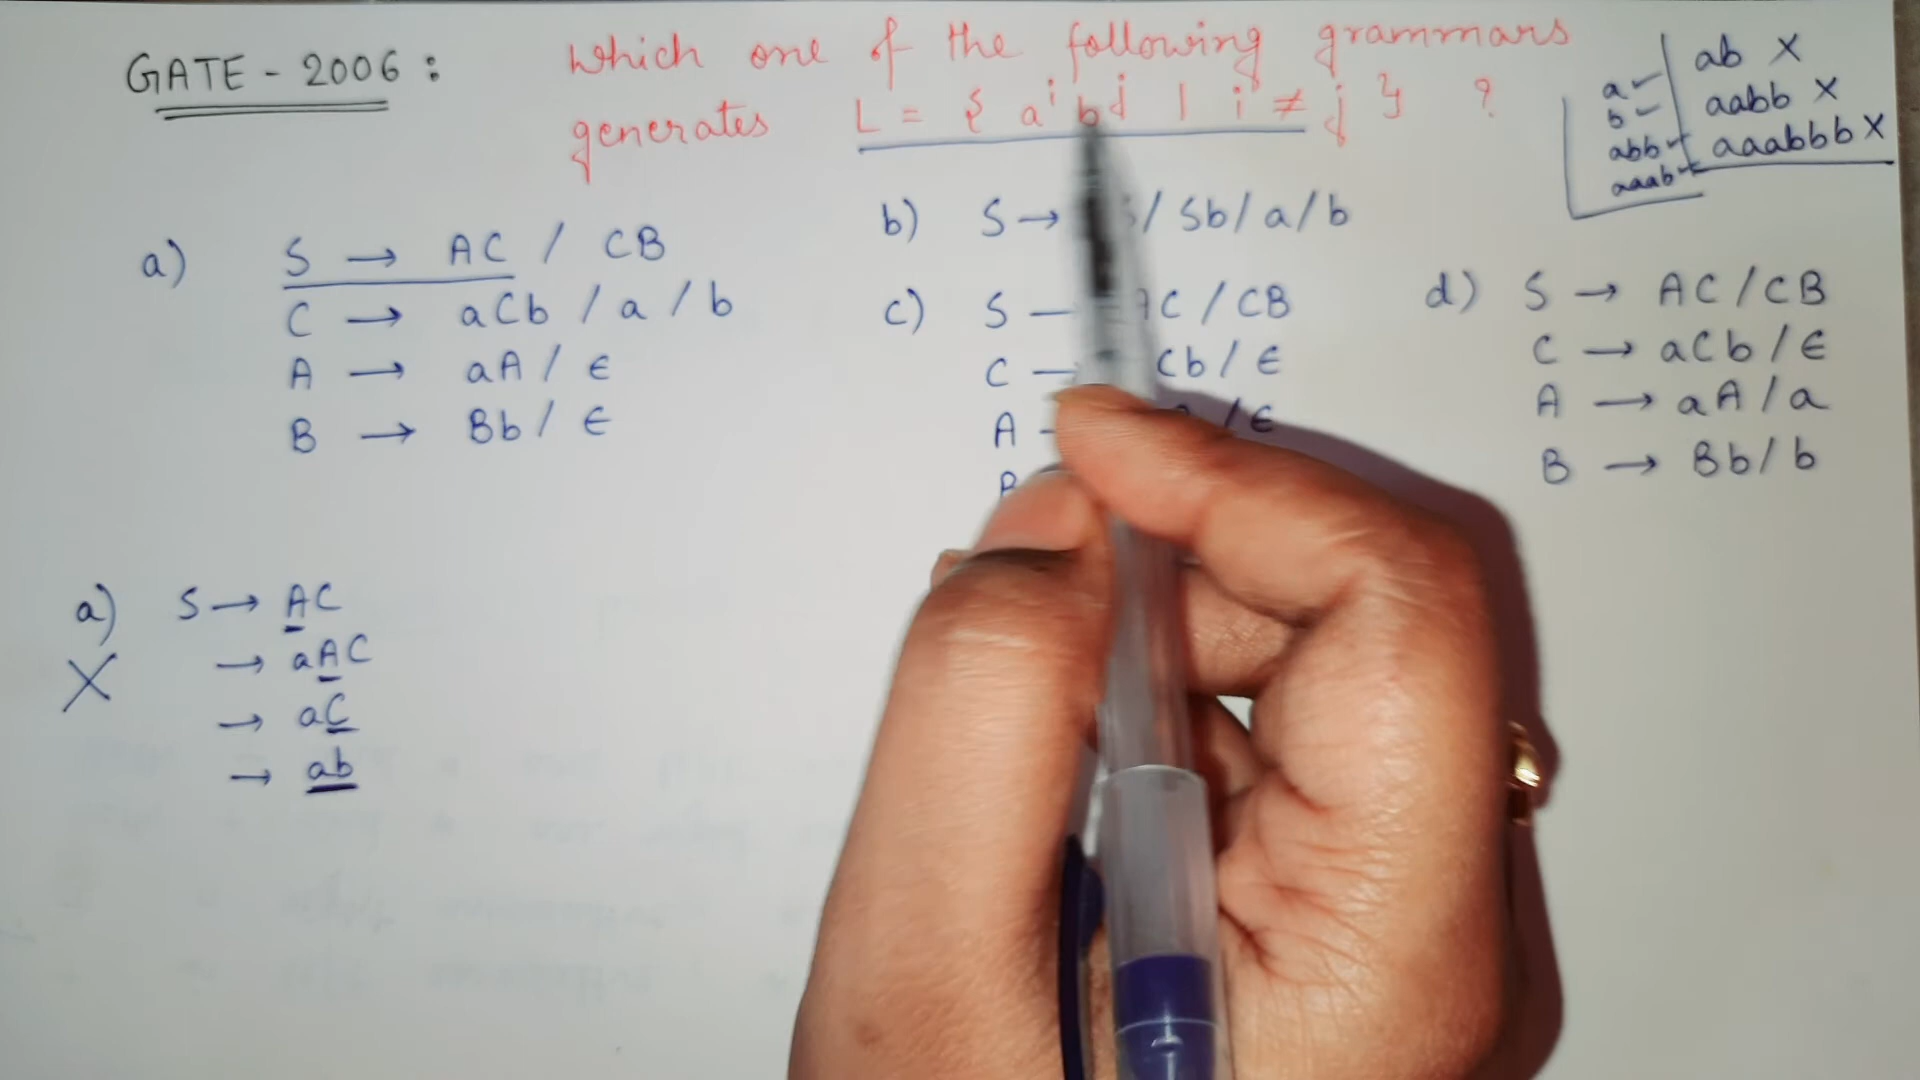 GATE - 2006 :
Which one of the following grammars
generates L = { a^i b^j | i ≠ j } ?
a ✓
b ✓
abb ✓
aaab ✓
ab X
aabb X
aaabbb X
a) S → AC / CB
C → aCb / a / b
A → aA / ϵ
B → Bb / ϵ
b) S → / Sb / a / b
c) S C / CB
C → Cb / ϵ
A / ϵ
B
d) S → AC / CB
C → aCb / ϵ
A → aA / a
B → Bb / b
a) S → AC
X → aAC
→ aC
→ ab